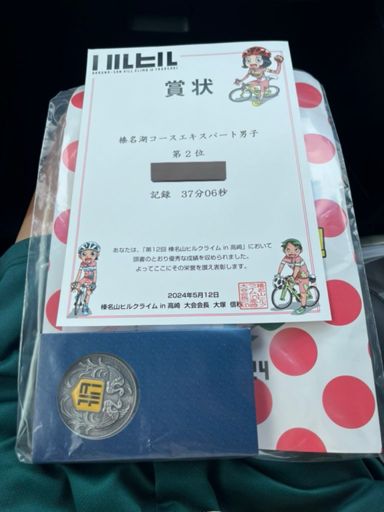 ハルヒル
HARUNA-SAN HILL CLIMB in TAKASAKI
賞状
榛名湖コースエキスパート男子
第２位
記録 37分06秒
あなたは、「第12回 榛名山ヒルクライム in 高崎」において
頭書のとおり優秀な成績を収められました。
よってここにその栄誉を讃え表彰します。
2024年5月12日
榛名山ヒルクライム in 高崎 大会会長 大塚
ハル
ヒル